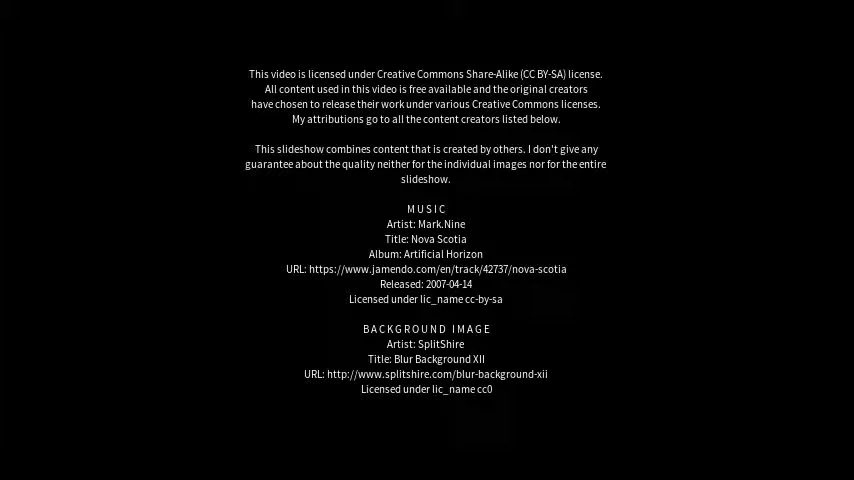 This video is licensed under Creative Commons Share-Alike (CC BY-SA) license.
All content used in this video is free available and the original creators
have chosen to release their work under various Creative Commons licenses.
My attributions go to all the content creators listed below.
This slideshow combines content that is created by others. I don't give any
guarantee about the quality neither for the individual images nor for the entire
slideshow.
MUSIC
Artist: Mark.Nine
Title: Nova Scotia
Album: Artificial Horizon
URL: https://www.jamendo.com/en/track/42737/nova-scotia
Released: 2007-04-14
Licensed under lic_name cc-by-sa
BACKGROUND IMAGE
Artist: SplitShire
Title: Blur Background XII
URL: http://www.splitshire.com/blur-background-xii
Licensed under lic_name cc0